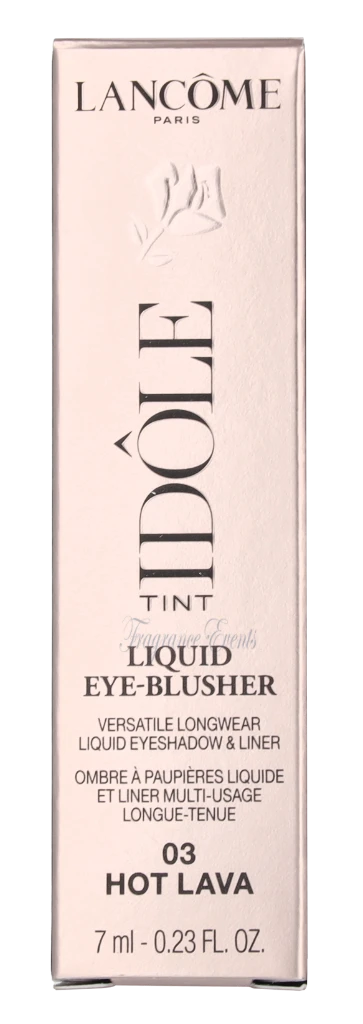 LANCÔME
PARIS
IDÔLE
TINT
Fragrance Events
LIQUID
EYE-BLUSHER
VERSATILE LONGWEAR
LIQUID EYESHADOW & LINER
OMBRE À PAUPIÈRES LIQUIDE
ET LINER MULTI-USAGE
LONGUE-TENUE
03
HOT LAVA
7 ml - 0.23 FL. OZ.